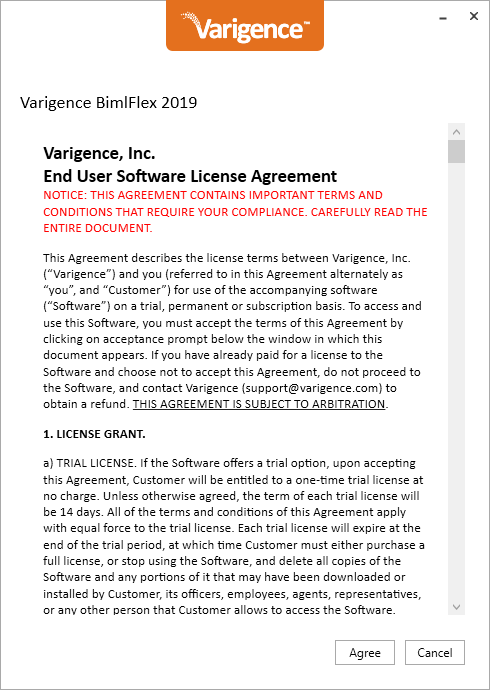 Varigence™
Varigence BimlFlex 2019
Varigence, Inc.
End User Software License Agreement
NOTICE: THIS AGREEMENT CONTAINS IMPORTANT TERMS AND
CONDITIONS THAT REQUIRE YOUR COMPLIANCE. CAREFULLY READ THE
ENTIRE DOCUMENT.
This Agreement describes the license terms between Varigence, Inc.
(“Varigence”) and you (referred to in this Agreement alternately as
“you”, and “Customer”) for use of the accompanying software
(“Software”) on a trial, permanent or subscription basis. To access and
use this Software, you must accept the terms of this Agreement by
clicking on acceptance prompt below the window in which this
document appears. If you have already paid for a license to the
Software and choose not to accept this Agreement, do not proceed to
the Software, and contact Varigence (support@varigence.com) to
obtain a refund. THIS AGREEMENT IS SUBJECT TO ARBITRATION.
1. LICENSE GRANT.
a) TRIAL LICENSE. If the Software offers a trial option, upon accepting
this Agreement, Customer will be entitled to a one-time trial license at
no charge. Unless otherwise agreed, the term of each trial license will
be 14 days. All of the terms and conditions of this Agreement apply
with equal force to the trial license. Each trial license will expire at the
end of the trial period, at which time Customer must either purchase a
full license, or stop using the Software, and delete all copies of the
Software and any portions of it that may have been downloaded or
installed by Customer, its officers, employees, agents, representatives,
or any other person that Customer allows to access the Software.
Agree
Cancel